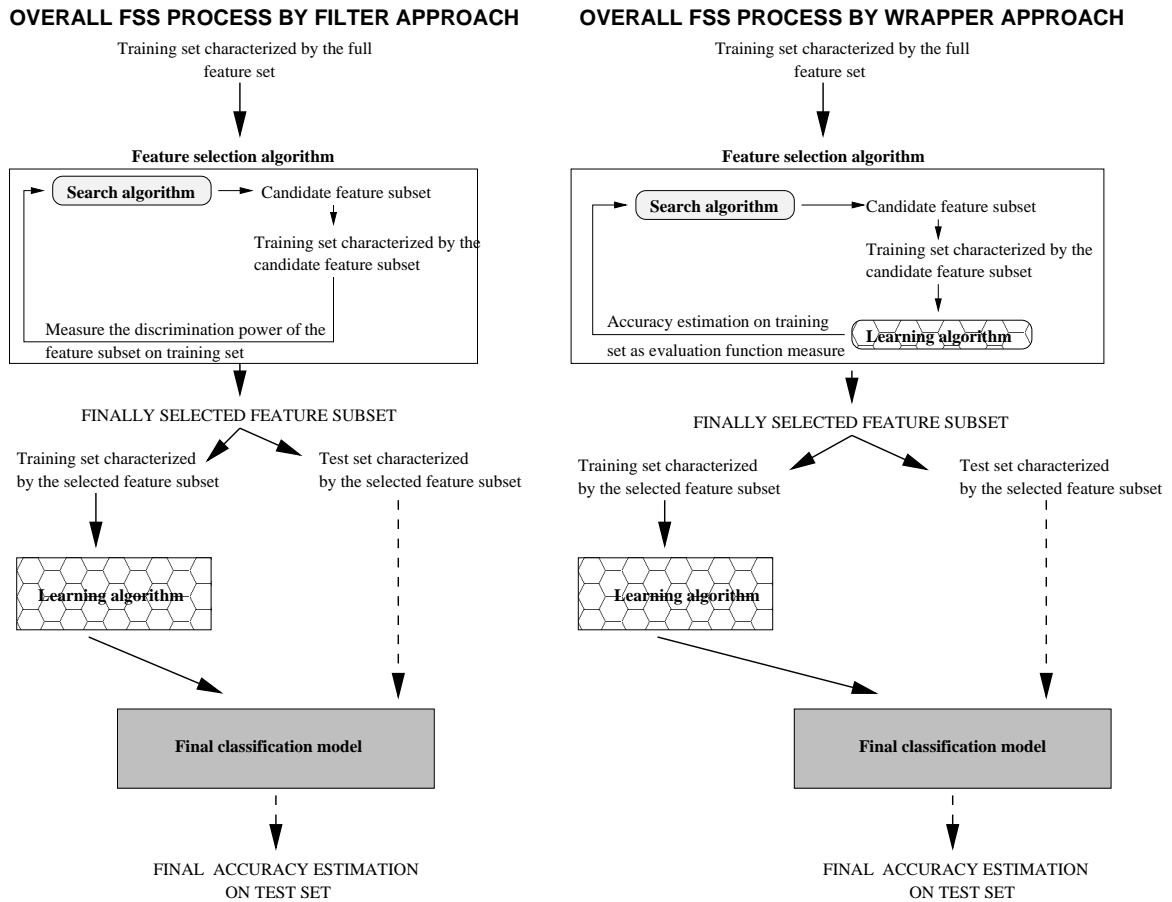 OVERALL FSS PROCESS BY FILTER APPROACH
Training set characterized by the full
feature set
Feature selection algorithm
Search algorithm
Candidate feature subset
Training set characterized by the
candidate feature subset
Measure the discrimination power of the
feature subset on training set
FINALLY SELECTED FEATURE SUBSET
Training set characterized
by the selected feature subset
Test set characterized
by the selected feature subset
Learning algorithm
Final classification model
FINAL ACCURACY ESTIMATION
ON TEST SET
OVERALL FSS PROCESS BY WRAPPER APPROACH
Training set characterized by the full
feature set
Feature selection algorithm
Search algorithm
Candidate feature subset
Training set characterized by the
candidate feature subset
Learning algorithm
Accuracy estimation on training
set as evaluation function measure
FINALLY SELECTED FEATURE SUBSET
Training set characterized
by the selected feature subset
Test set characterized
by the selected feature subset
Learning algorithm
Final classification model
FINAL ACCURACY ESTIMATION
ON TEST SET